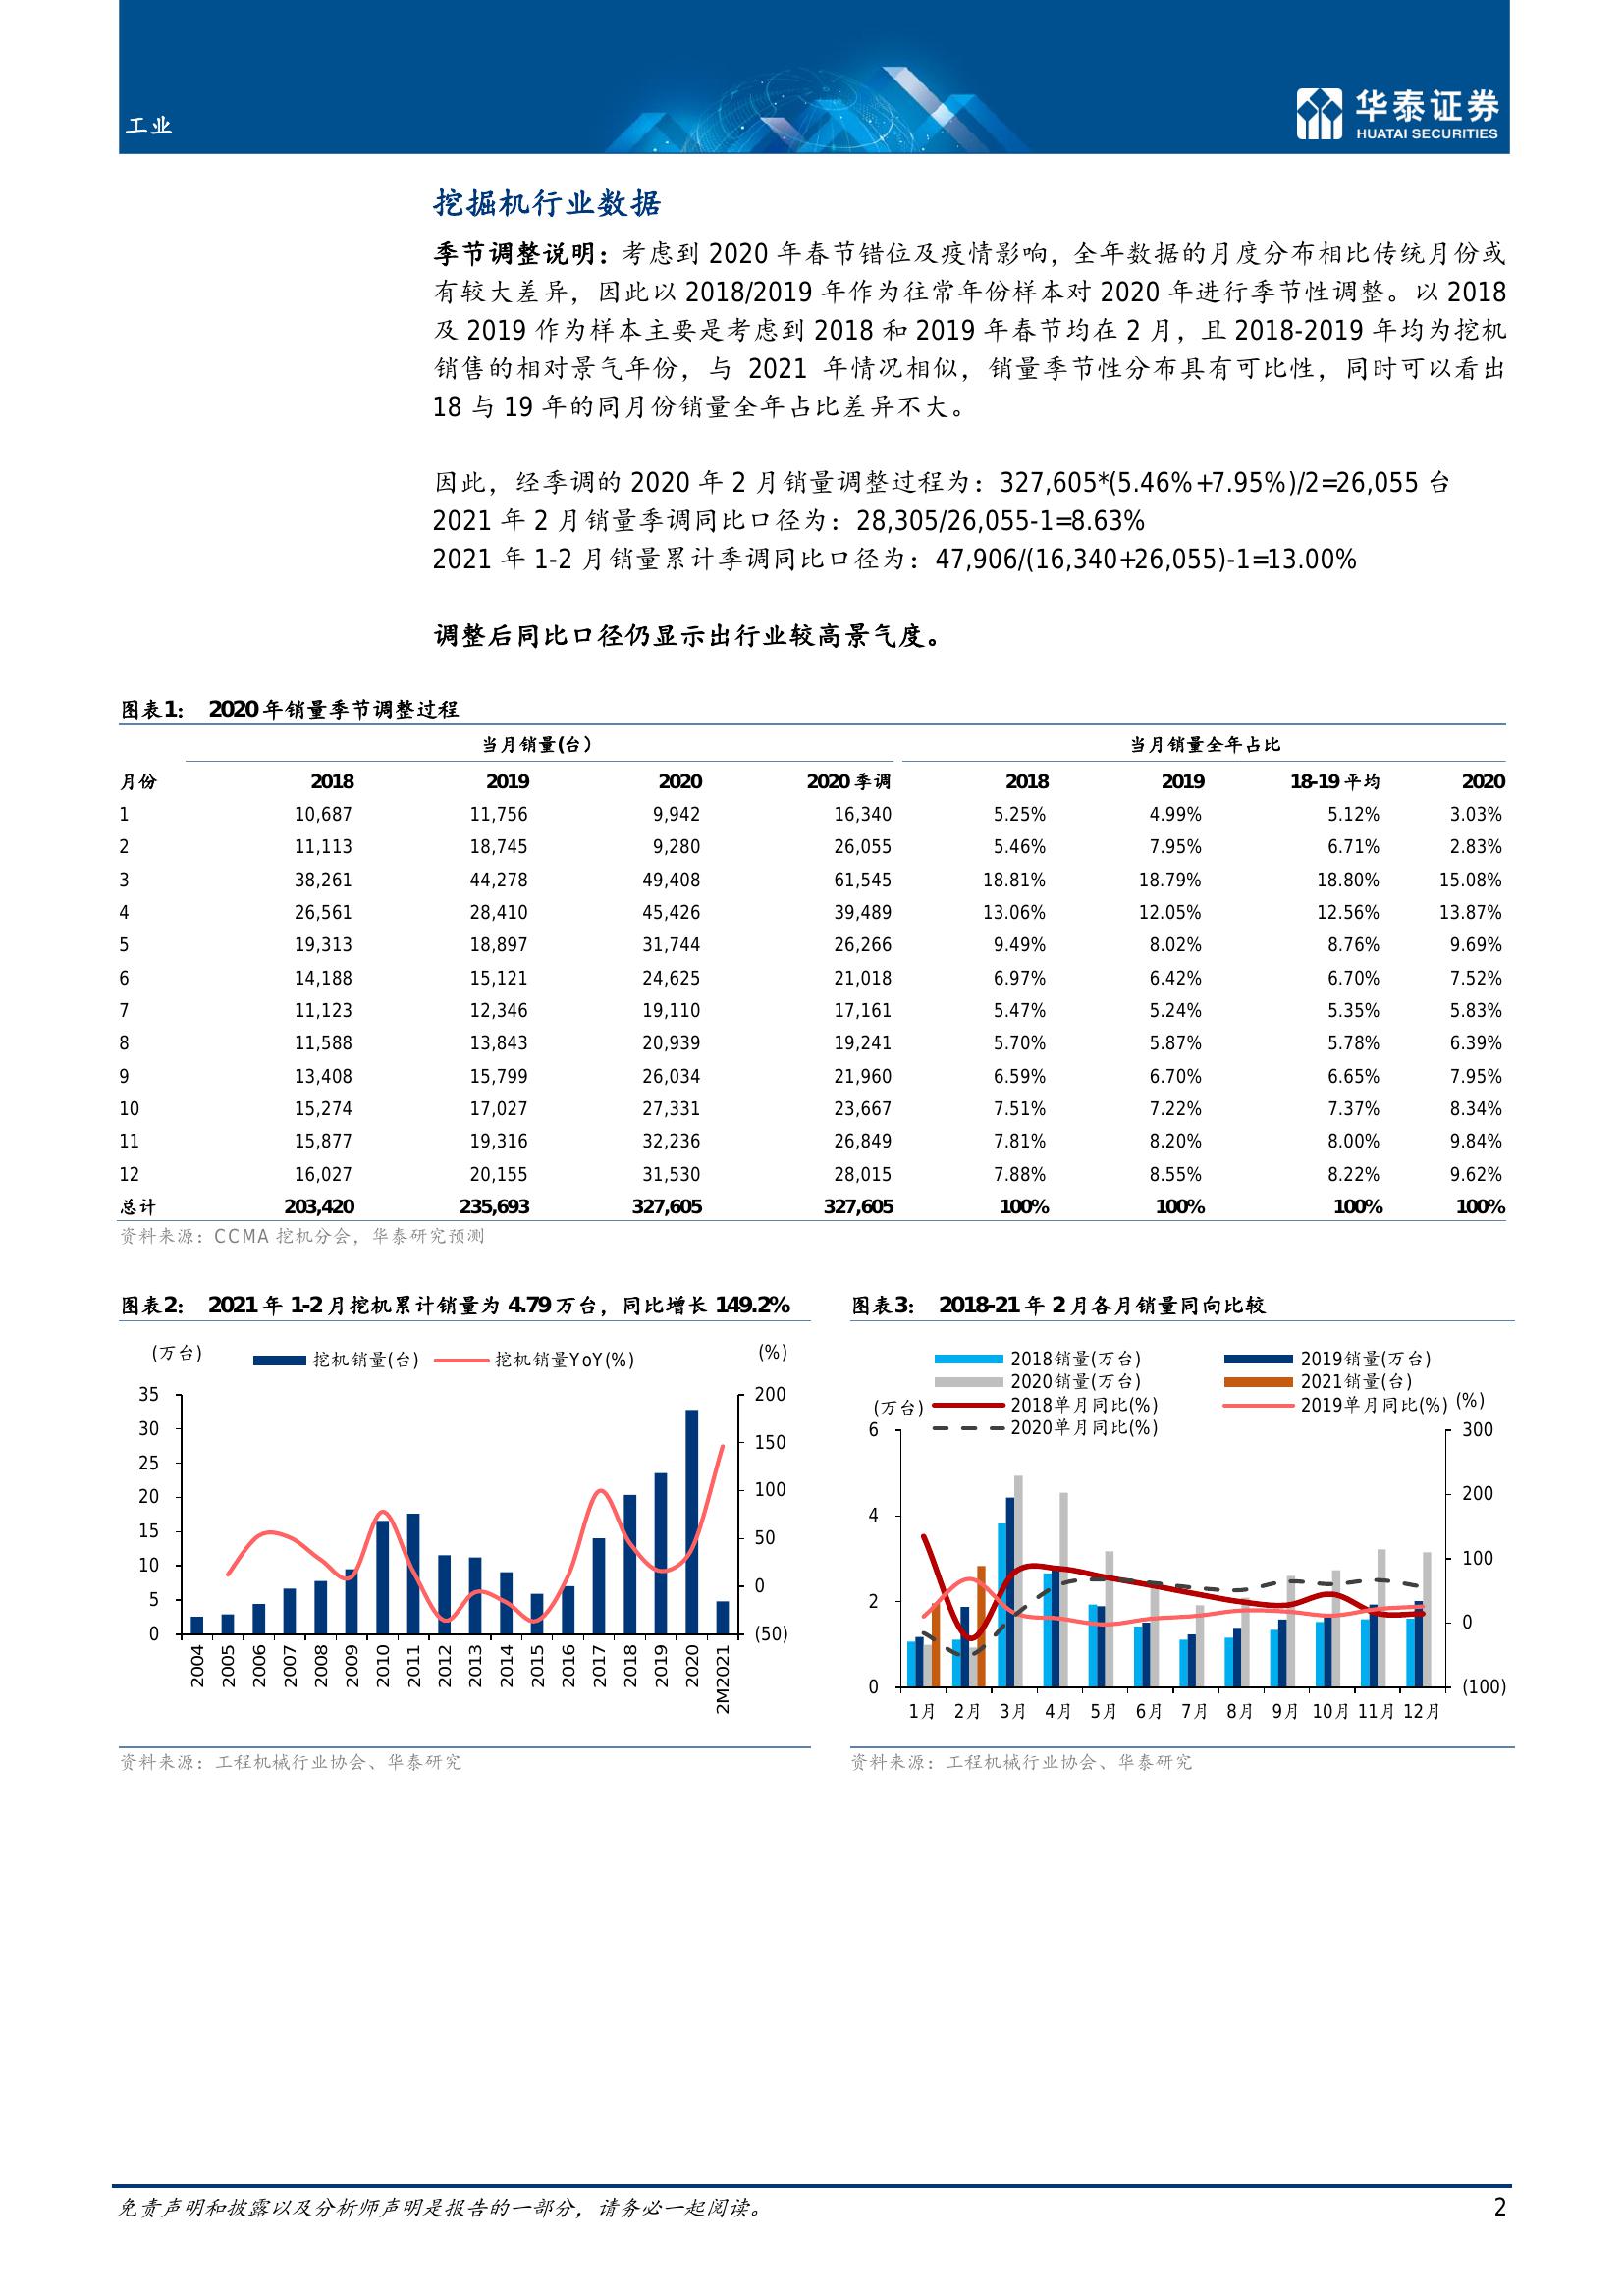 工业
华泰证券
HUATAI SECURITIES
挖掘机行业数据
季节调整说明：考虑到 2020 年春节错位及疫情影响，全年数据的月度分布相比传统月份或
有较大差异，因此以 2018/2019 年作为往常年份样本对 2020 年进行季节性调整。以 2018
及 2019 作为样本主要是考虑到 2018 和 2019 年春节均在 2 月，且 2018-2019 年均为挖机
销售的相对景气年份，与 2021 年情况相似，销量季节性分布具有可比性，同时可以看出
18 与 19 年的同月份销量全年占比差异不大。
因此，经季调的 2020 年 2 月销量调整过程为：327,605*(5.46%+7.95%)/2=26,055 台
2021 年 2 月销量季调同比口径为：28,305/26,055-1=8.63%
2021 年 1-2 月销量累计季调同比口径为：47,906/(16,340+26,055)-1=13.00%
调整后同比口径仍显示出行业较高景气度。
图表1： 2020 年销量季节调整过程
当月销量(台） 当月销量全年占比
月份 2018 2019 2020 2020 季调 2018 2019 18-19 平均 2020
1 10,687 11,756 9,942 16,340 5.25% 4.99% 5.12% 3.03%
2 11,113 18,745 9,280 26,055 5.46% 7.95% 6.71% 2.83%
3 38,261 44,278 49,408 61,545 18.81% 18.79% 18.80% 15.08%
4 26,561 28,410 45,426 39,489 13.06% 12.05% 12.56% 13.87%
5 19,313 18,897 31,744 26,266 9.49% 8.02% 8.76% 9.69%
6 14,188 15,121 24,625 21,018 6.97% 6.42% 6.70% 7.52%
7 11,123 12,346 19,110 17,161 5.47% 5.24% 5.35% 5.83%
8 11,588 13,843 20,939 19,241 5.70% 5.87% 5.78% 6.39%
9 13,408 15,799 26,034 21,960 6.59% 6.70% 6.65% 7.95%
10 15,274 17,027 27,331 23,667 7.51% 7.22% 7.37% 8.34%
11 15,877 19,316 32,236 26,849 7.81% 8.20% 8.00% 9.84%
12 16,027 20,155 31,530 28,015 7.88% 8.55% 8.22% 9.62%
总计 203,420 235,693 327,605 327,605 100% 100% 100% 100%
资料来源：CCMA 挖机分会，华泰研究预测
图表2： 2021 年 1-2 月挖机累计销量为 4.79 万台，同比增长 149.2%
(万台) 挖机销量(台) 挖机销量YoY(%) (%)
35 200
30 150
25
20 100
15 50
10 0
5
0 (50)
2004 2005 2006 2007 2008 2009 2010 2011 2012 2013 2014 2015 2016 2017 2018 2019 2020 2M2021
资料来源：工程机械行业协会、华泰研究
图表3： 2018-21 年 2 月各月销量同向比较
2018销量(万台) 2019销量(万台)
2020销量(万台) 2021销量(台)
(万台) 2018单月同比(%) 2019单月同比(%) (%)
2020单月同比(%)
6 300
200
4
100
2
0
0 (100)
1月 2月 3月 4月 5月 6月 7月 8月 9月 10月 11月 12月
资料来源：工程机械行业协会、华泰研究
免责声明和披露以及分析师声明是报告的一部分，请务必一起阅读。 2